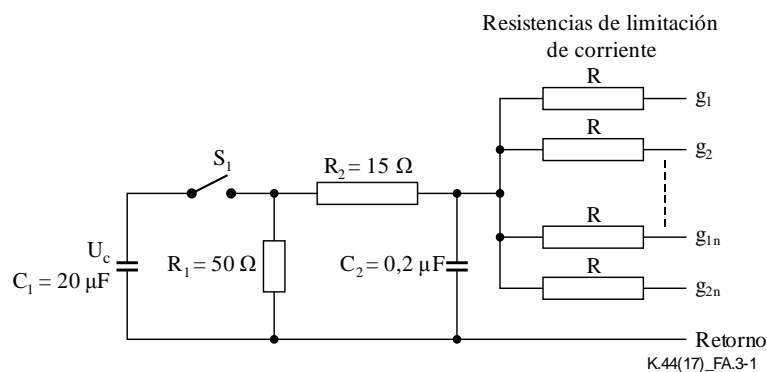 Resistencias de limitación
de corriente
R
g₁
R
g₂
S₁
R₂ = 15 Ω
U꜀
C₁ = 20 µF
R₁ = 50 Ω
C₂ = 0,2 µF
R
g₁ₙ
R
g₂ₙ
Retorno
K.44(17)_FA.3-1